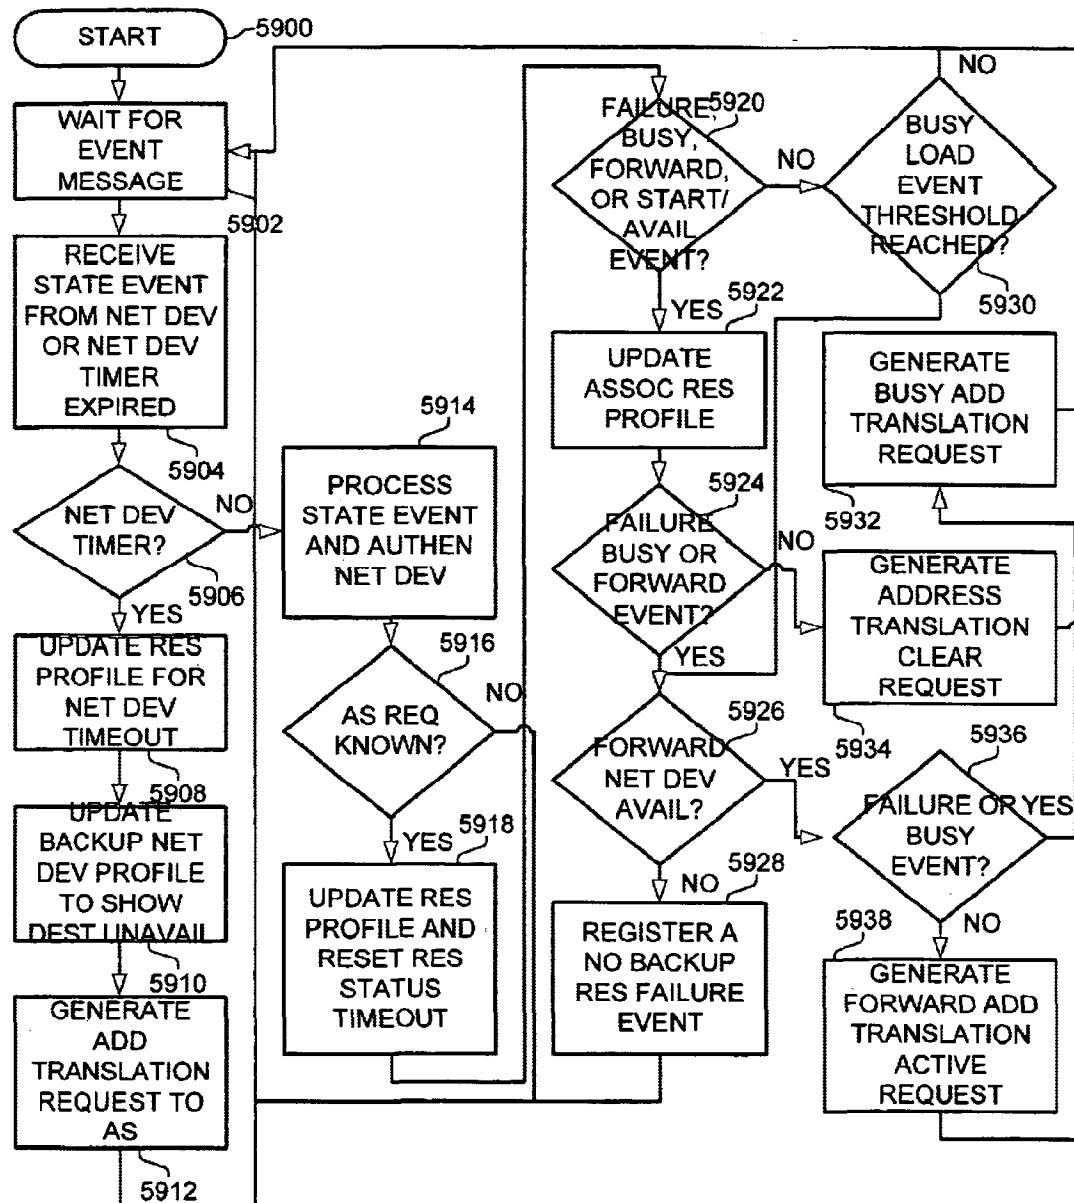 START
5900
WAIT FOR
EVENT
MESSAGE
5902
RECEIVE
STATE EVENT
FROM NET DEV
OR NET DEV
TIMER
EXPIRED
5904
NET DEV
TIMER?
NO
5906
YES
UPDATE RES
PROFILE FOR
NET DEV
TIMEOUT
5908
UPDATE
BACKUP NET
DEV PROFILE
TO SHOW
DEST UNAVAIL
5910
GENERATE
ADD
TRANSLATION
REQUEST TO
AS
5912
5914
PROCESS
STATE EVENT
AND AUTHEN
NET DEV
5916
NO
AS REQ
KNOWN?
YES
5918
UPDATE RES
PROFILE AND
RESET RES
STATUS
TIMEOUT
5920
FAILURE,
BUSY,
FORWARD,
OR START/
AVAIL
EVENT?
NO
YES
5922
UPDATE
ASSOC RES
PROFILE
5924
FAILURE
BUSY OR
FORWARD
EVENT?
NO
YES
5926
FORWARD
NET DEV
AVAIL?
YES
NO
5928
REGISTER A
NO BACKUP
RES FAILURE
EVENT
NO
BUSY
LOAD
EVENT
THRESHOLD
REACHED?
5930
GENERATE
BUSY ADD
TRANSLATION
REQUEST
5932
GENERATE
ADDRESS
TRANSLATION
CLEAR
REQUEST
5934
5936
FAILURE OR
BUSY
EVENT?
YES
NO
5938
GENERATE
FORWARD ADD
TRANSLATION
ACTIVE
REQUEST